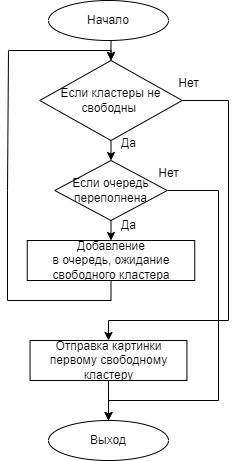 Начало
Если кластеры не
свободны
Нет
Да
Если очередь
переполнена
Нет
Да
Добавление
в очередь, ожидание
свободного кластера
Отправка картинки
первому свободному
кластеру
Выход